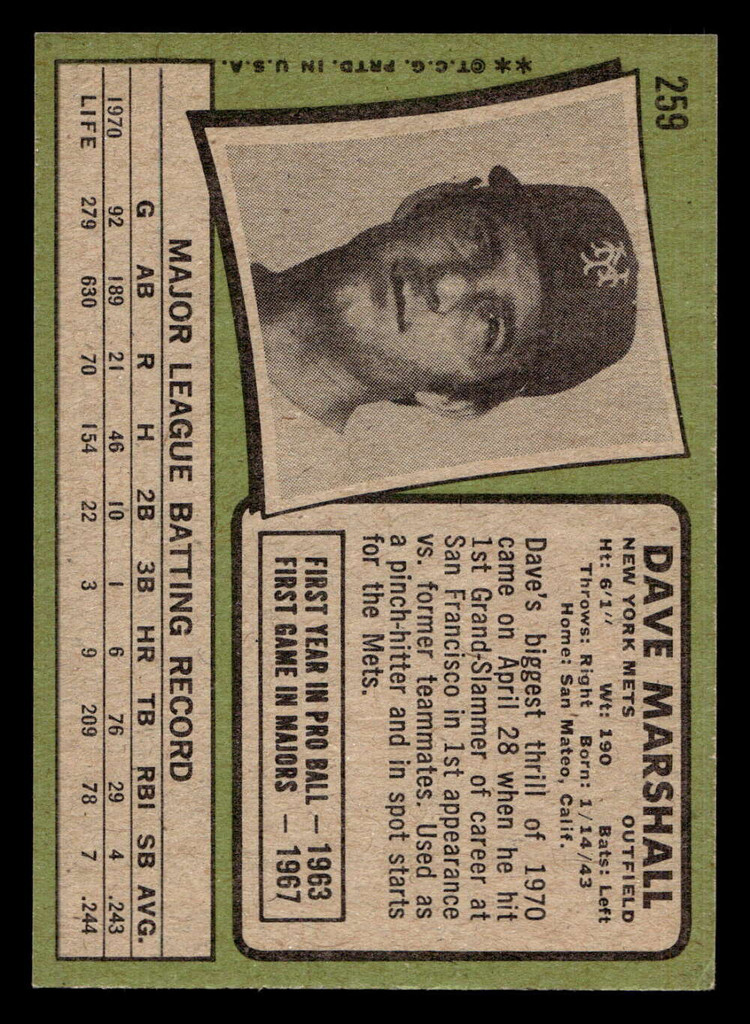 259
**©T.C.G. PRTD. IN U.S.A.
NY
DAVE MARSHALL
NEW YORK METS OUTFIELD
Ht: 6'1" Wt: 190 Bats: Left
Throws: Right Born: 1/14/43
Home: San Mateo, Calif.
Dave's biggest thrill of 1970
came on April 28 when he hit
1st Grand-Slammer of career at
San Francisco in 1st appearance
vs. former teammates. Used as
a pinch-hitter and in spot starts
for the Mets.
FIRST YEAR IN PRO BALL — 1963
FIRST GAME IN MAJORS — 1967
MAJOR LEAGUE BATTING RECORD
G AB R H 2B 3B HR TB RBI SB AVG.
1970 92 189 21 46 10 1 6 76 29 4 .243
LIFE 279 630 70 154 22 3 9 209 78 7 .244